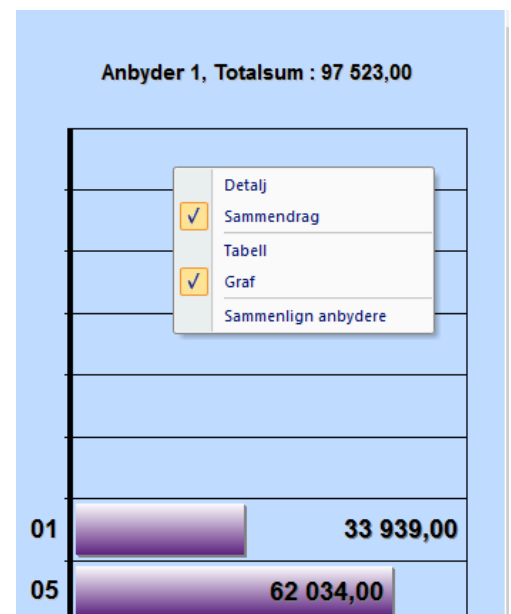 Anbyder 1, Totalsum : 97 523,00
Detalj
Sammendrag
Tabell
Graf
Sammenlign anbydere
01 33 939,00
05 62 034,00